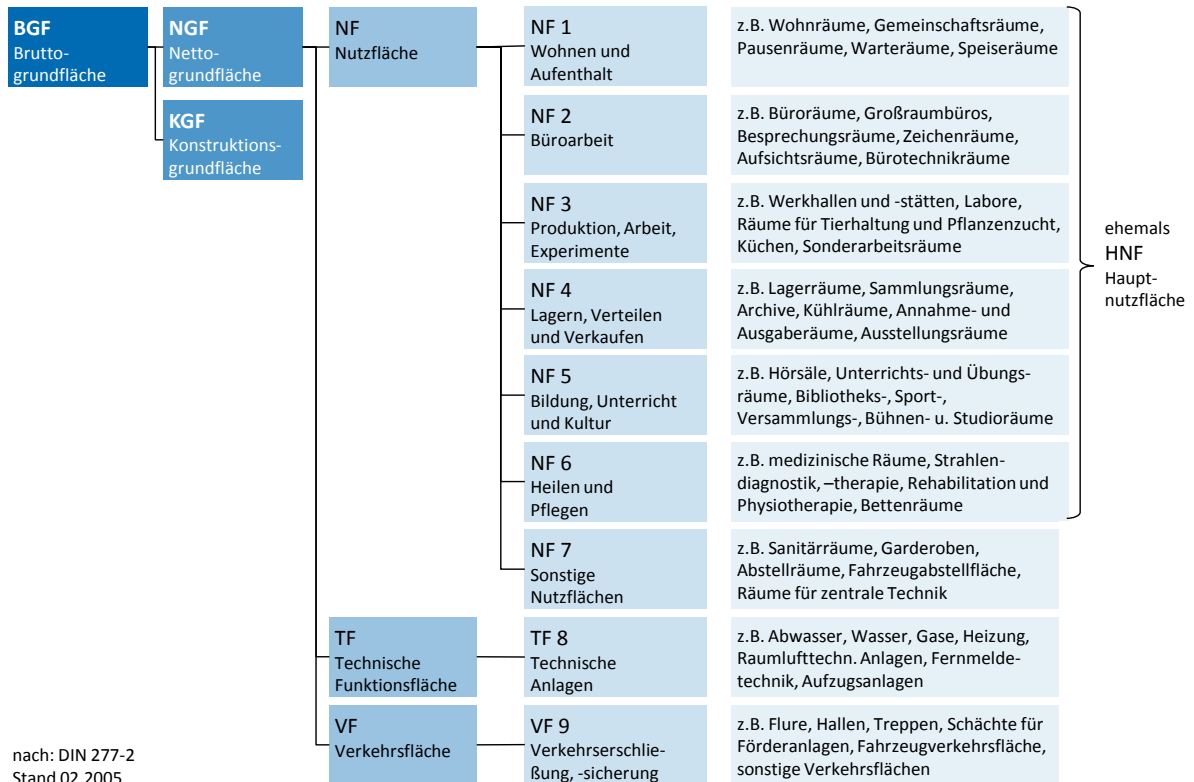 BGF
Brutto-
grundfläche
NGF
Netto-
grundfläche
KGF
Konstruktions-
grundfläche
NF
Nutzfläche
NF 1
Wohnen und
Aufenthalt
z.B. Wohnräume, Gemeinschaftsräume,
Pausenräume, Warteräume, Speiseräume
NF 2
Büroarbeit
z.B. Büroräume, Großraumbüros,
Besprechungsräume, Zeichenräume,
Aufsichtsräume, Bürotechnikräume
NF 3
Produktion, Arbeit,
Experimente
z.B. Werkhallen und -stätten, Labore,
Räume für Tierhaltung und Pflanzenzucht,
Küchen, Sonderarbeitsräume
NF 4
Lagern, Verteilen
und Verkaufen
z.B. Lagerräume, Sammlungsräume,
Archive, Kühlräume, Annahme- und
Ausgaberäume, Ausstellungsräume
NF 5
Bildung, Unterricht
und Kultur
z.B. Hörsäle, Unterrichts- und Übungs-
räume, Bibliotheks-, Sport-,
Versammlungs-, Bühnen- u. Studioräume
NF 6
Heilen und
Pflegen
z.B. medizinische Räume, Strahlen-
diagnostik, –therapie, Rehabilitation und
Physiotherapie, Bettenräume
ehemals
HNF
Haupt-
nutzfläche
NF 7
Sonstige
Nutzflächen
z.B. Sanitärräume, Garderoben,
Abstellräume, Fahrzeugabstellfläche,
Räume für zentrale Technik
TF
Technische
Funktionsfläche
TF 8
Technische
Anlagen
z.B. Abwasser, Wasser, Gase, Heizung,
Raumlufttechn. Anlagen, Fernmelde-
technik, Aufzugsanlagen
VF
Verkehrsfläche
VF 9
Verkehrserschlie-
ßung, -sicherung
z.B. Flure, Hallen, Treppen, Schächte für
Förderanlagen, Fahrzeugverkehrsfläche,
sonstige Verkehrsflächen
nach: DIN 277-2
Stand 02.2005